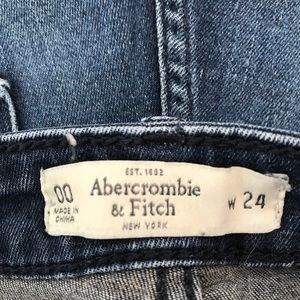 EST. 1892
00
MADE IN
CHINA
Abercrombie
& Fitch
NEW YORK
W 24